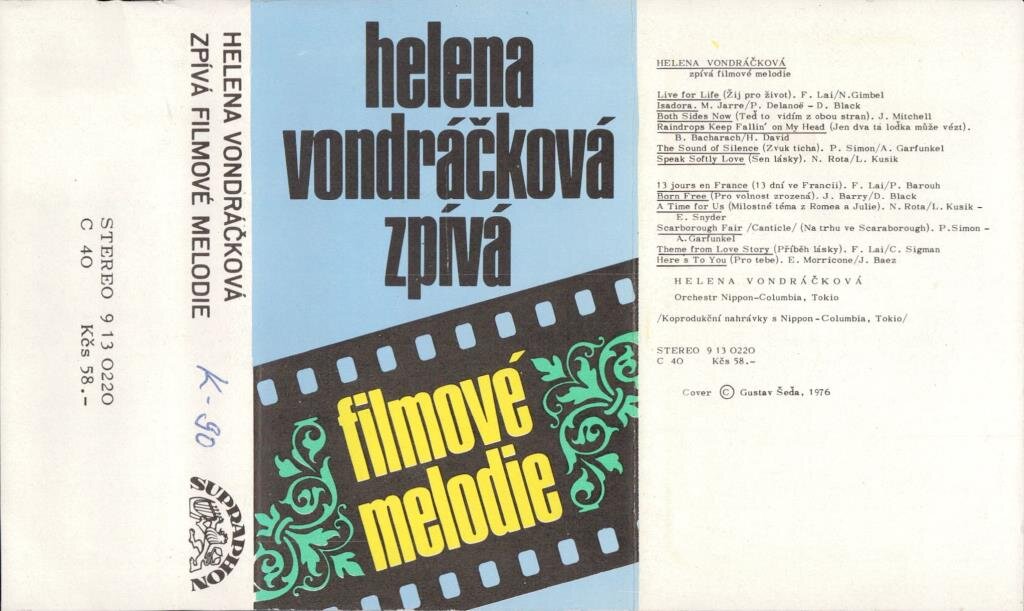 STEREO 9 13 0220
C 40 Kčs 58.-
HELENA VONDRÁČKOVÁ
ZPÍVÁ FILMOVÉ MELODIE
K-90
SUPRAPHON
helena
vondráčková
zpívá
filmové
melodie
HELENA VONDRÁČKOVÁ
zpívá filmové melodie
Live for Life (Žij pro život). F. Lai/N.Gimbel
Isadora. M. Jarre/P. Delanoë - D. Black
Both Sides Now (Teď to vidím z obou stran). J. Mitchell
Raindrops Keep Fallin' on My Head (Jen dva ta loďka může vézt).
B. Bacharach/H. David
The Sound of Silence (Zvuk ticha). P. Simon/A. Garfunkel
Speak Softly Love (Sen lásky). N. Rota/L. Kusik
13 jours en France (13 dní ve Francii). F. Lai/P. Barouh
Born Free (Pro volnost zrozená). J. Barry/D. Black
A Time for Us (Milostné téma z Romea a Julie). N. Rota/L. Kusik -
E. Snyder
Scarborough Fair /Canticle/ (Na trhu ve Scaraborough). P.Simon -
A.Garfunkel
Theme from Love Story (Příběh lásky). F. Lai/C. Sigman
Here's To You (Pro tebe). E. Morricone/J. Baez
HELENA VONDRÁČKOVÁ
Orchestr Nippon-Columbia, Tokio
/Koprodukční nahrávky s Nippon-Columbia, Tokio/
STEREO 9 13 0220
C 40 Kčs 58.-
Cover © Gustav Šeďa, 1976